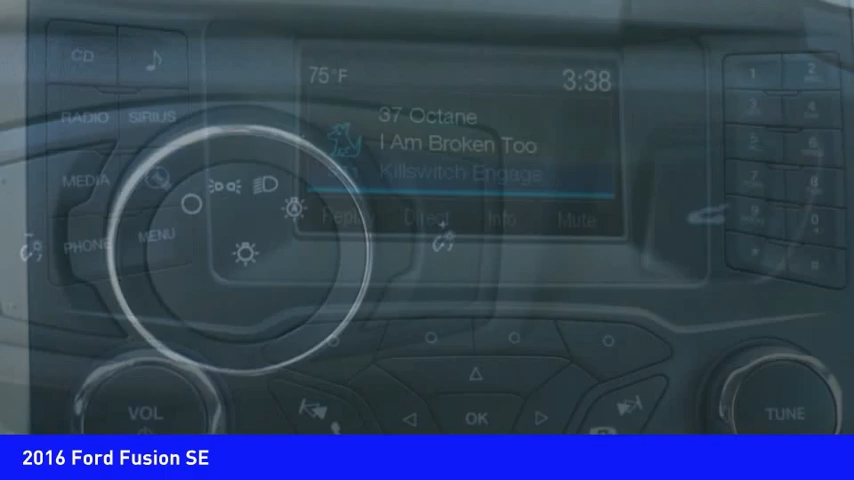 CD
75°F
3:38
1
2
37 Octane
3
4
RADIO
SIRIUS
I Am Broken Too
5
6
Killswitch Engage
MEDIA
7
8
Repl
Direct
Info
Mute
9
0
PHONE
MENU
*
VOL
OK
TUNE
2016 Ford Fusion SE